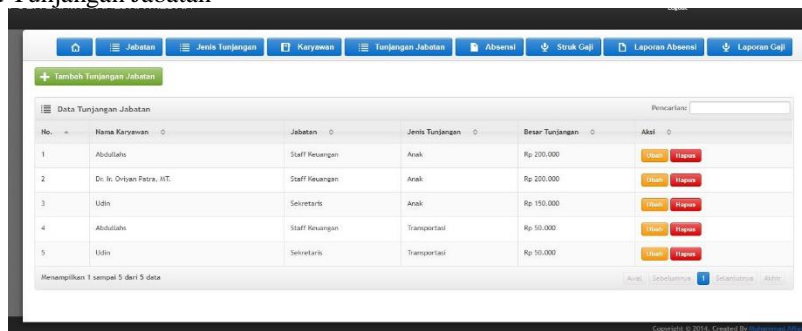 Tunjangan Jabatan
Logout
Jabatan Jenis Tunjangan Karyawan Tunjangan Jabatan Absensi Struk Gaji Laporan Absensi Laporan Gaji
Tambah Tunjangan Jabatan
Data Tunjangan Jabatan Pencarian:
No. Nama Karyawan Jabatan Jenis Tunjangan Besar Tunjangan Aksi
1 Abdullahs Staff Keuangan Anak Rp 200.000 Ubah Hapus
2 Dr. Ir. Oriyan Patra, MT. Staff Keuangan Anak Rp 200.000 Ubah Hapus
3 Udin Sekretaris Anak Rp 150.000 Ubah Hapus
4 Abdullahs Staff Keuangan Transportasi Rp 50.000 Ubah Hapus
5 Udin Sekretaris Transportasi Rp 50.000 Ubah Hapus
Menampilkan 1 sampai 5 dari 5 data Awal Sebelumnya 1 Selanjutnya Akhir
Copyright © 2014. Created By Muhammad